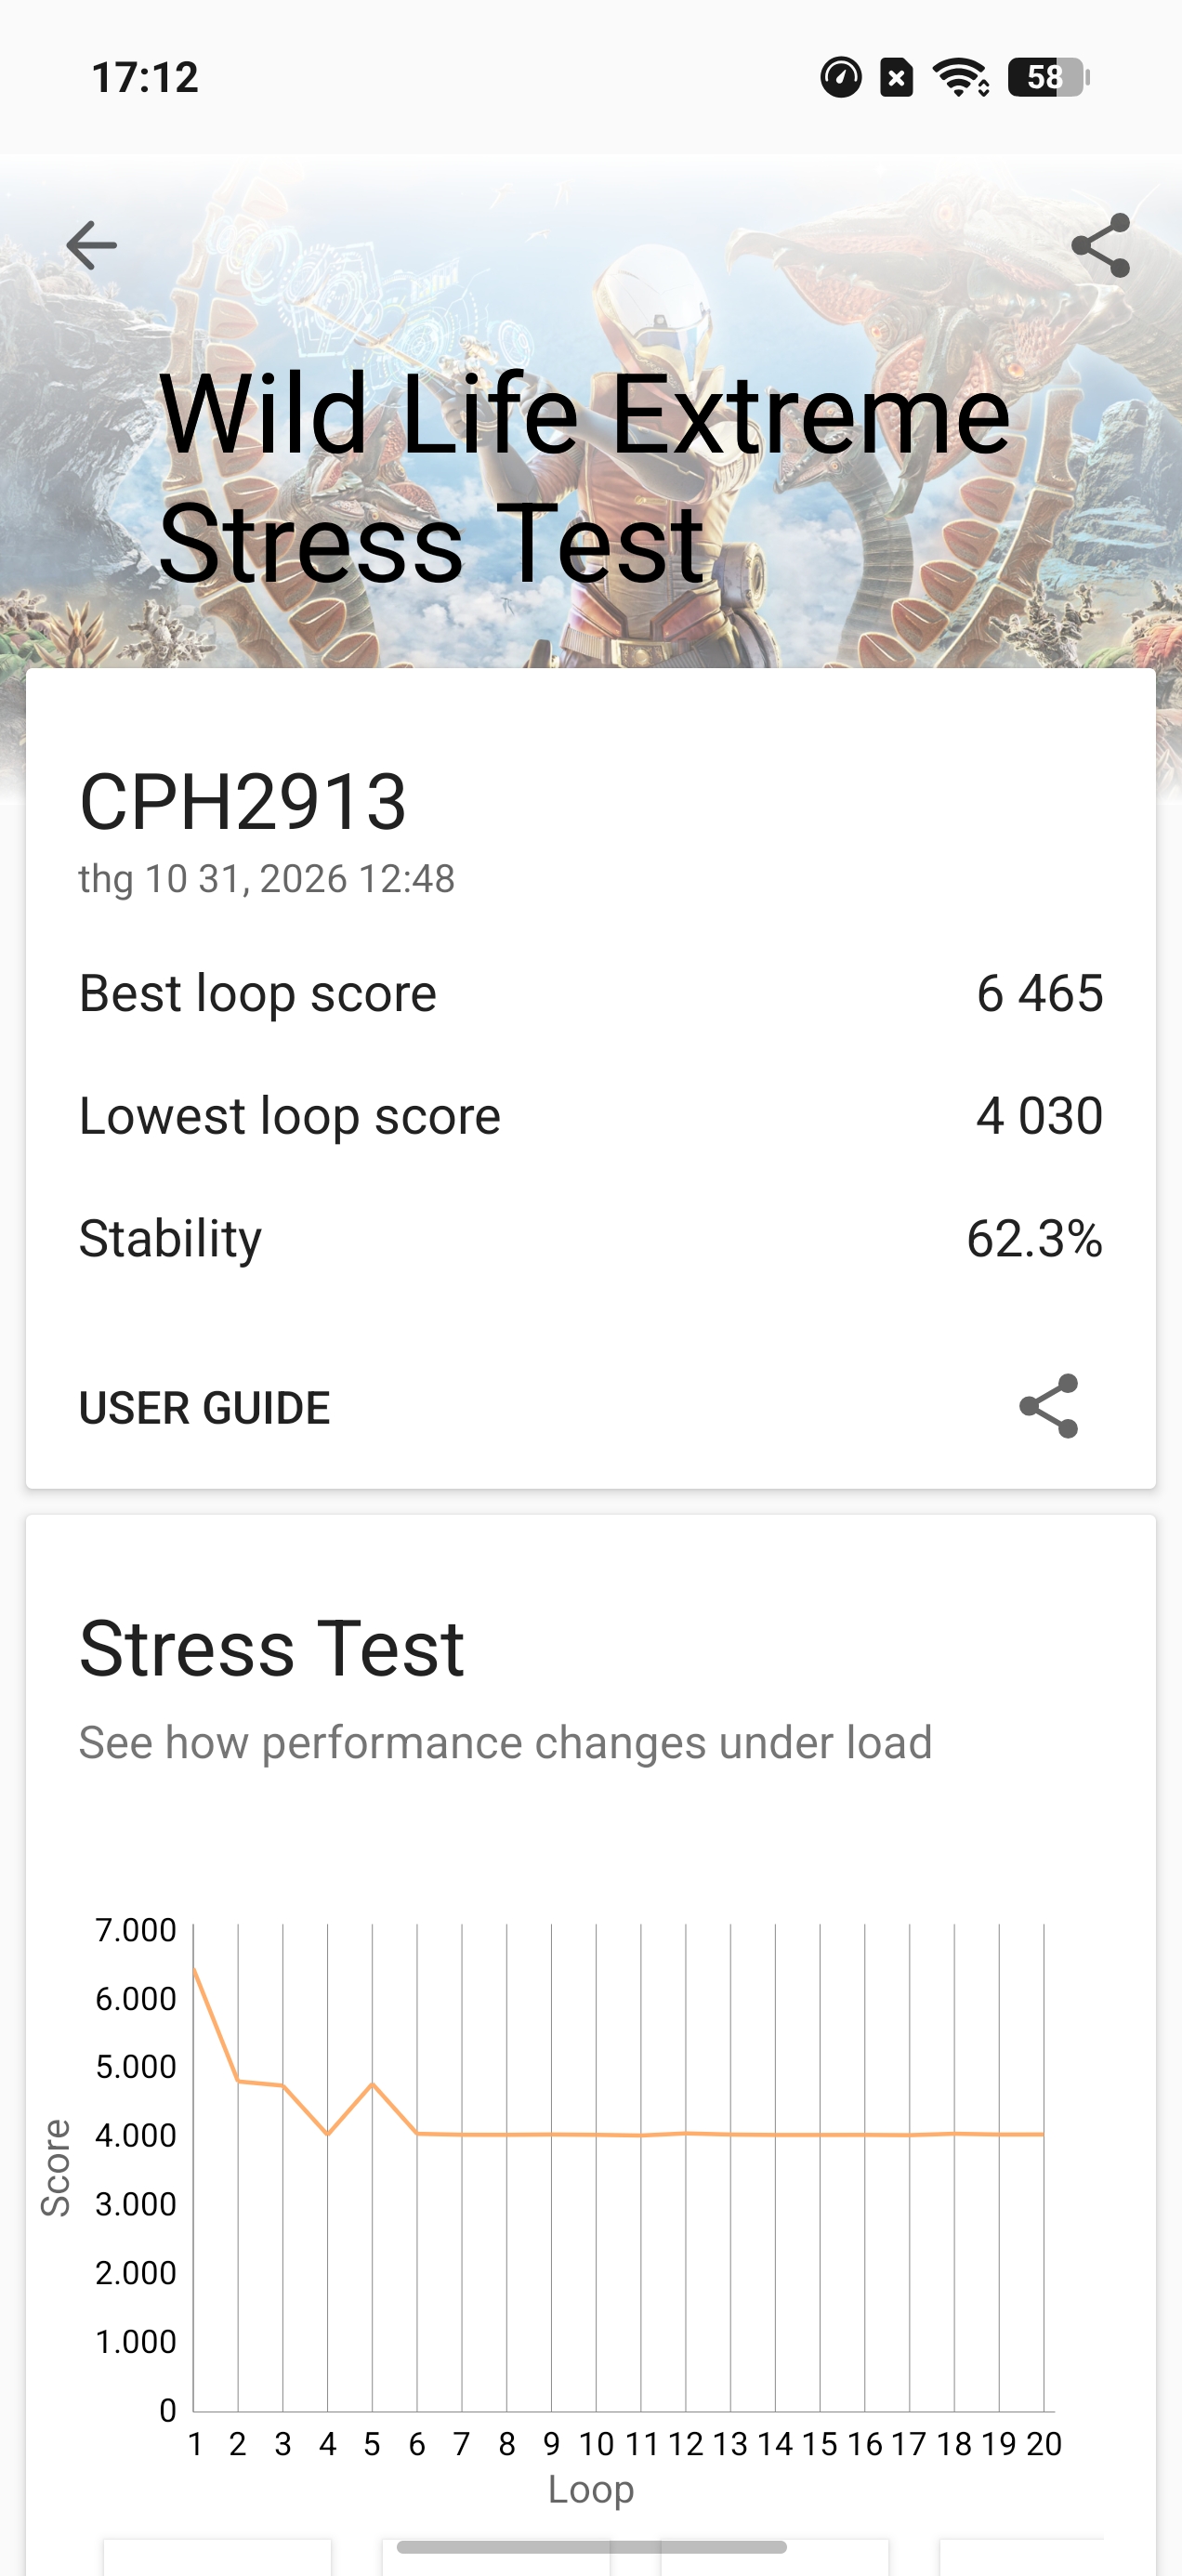 17:12
58
Wild Life Extreme
Stress Test
CPH2913
thg 10 31, 2026 12:48
Best loop score 6 465
Lowest loop score 4 030
Stability 62.3%
USER GUIDE
Stress Test
See how performance changes under load
7.000
6.000
5.000
4.000
3.000
2.000
1.000
0
Score
1 2 3 4 5 6 7 8 9 10 11 12 13 14 15 16 17 18 19 20
Loop